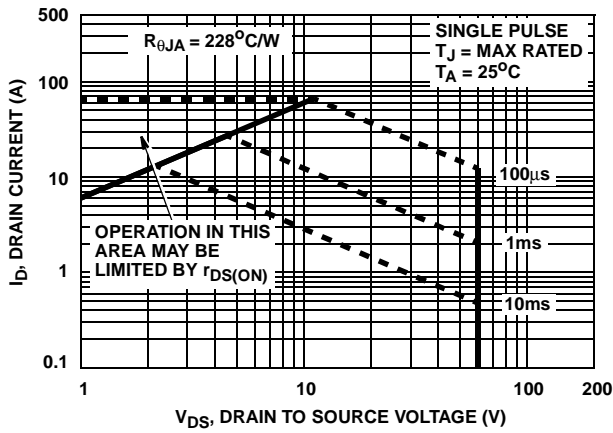 500
100
10
1
0.1
I_D, DRAIN CURRENT (A)
R_θJA = 228°C/W
SINGLE PULSE
T_J = MAX RATED
T_A = 25°C
100μs
1ms
10ms
OPERATION IN THIS
AREA MAY BE
LIMITED BY r_DS(ON)
1
10
100
200
V_DS, DRAIN TO SOURCE VOLTAGE (V)